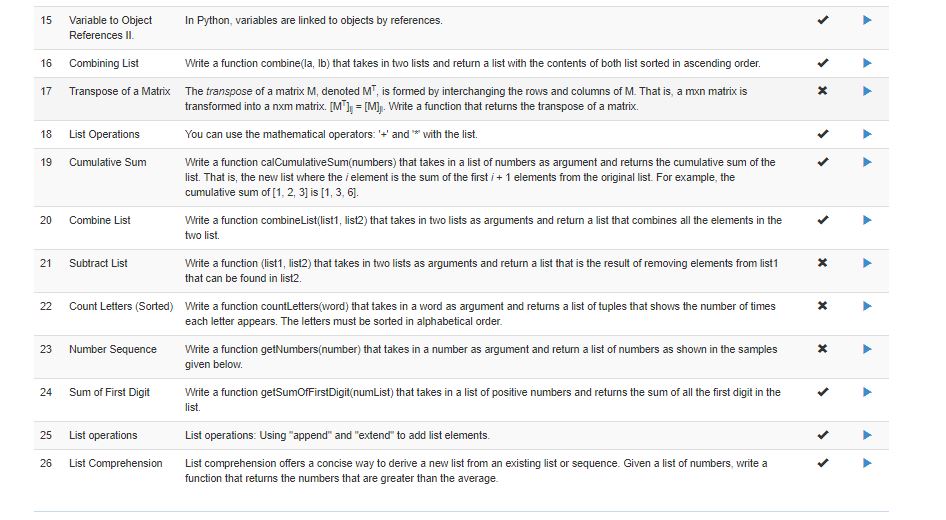 15 Variable to Object In Python, variables are linked to objects by references.
References II.
16 Combining List Write a function combine(la, lb) that takes in two lists and return a list with the contents of both list sorted in ascending order.
17 Transpose of a Matrix The transpose of a matrix M, denoted Mᵀ, is formed by interchanging the rows and columns of M. That is, a mxn matrix is
transformed into a nxm matrix. [Mᵀ]ij = [M]ji. Write a function that returns the transpose of a matrix.
18 List Operations You can use the mathematical operators: '+' and '*' with the list.
19 Cumulative Sum Write a function calCumulativeSum(numbers) that takes in a list of numbers as argument and returns the cumulative sum of the
list. That is, the new list where the i element is the sum of the first i + 1 elements from the original list. For example, the
cumulative sum of [1, 2, 3] is [1, 3, 6].
20 Combine List Write a function combineList(list1, list2) that takes in two lists as arguments and return a list that combines all the elements in the
two list.
21 Subtract List Write a function (list1, list2) that takes in two lists as arguments and return a list that is the result of removing elements from list1
that can be found in list2.
22 Count Letters (Sorted) Write a function countLetters(word) that takes in a word as argument and returns a list of tuples that shows the number of times
each letter appears. The letters must be sorted in alphabetical order.
23 Number Sequence Write a function getNumbers(number) that takes in a number as argument and return a list of numbers as shown in the samples
given below.
24 Sum of First Digit Write a function getSumOfFirstDigit(numList) that takes in a list of positive numbers and returns the sum of all the first digit in the
list.
25 List operations List operations: Using "append" and "extend" to add list elements.
26 List Comprehension List comprehension offers a concise way to derive a new list from an existing list or sequence. Given a list of numbers, write a
function that returns the numbers that are greater than the average.